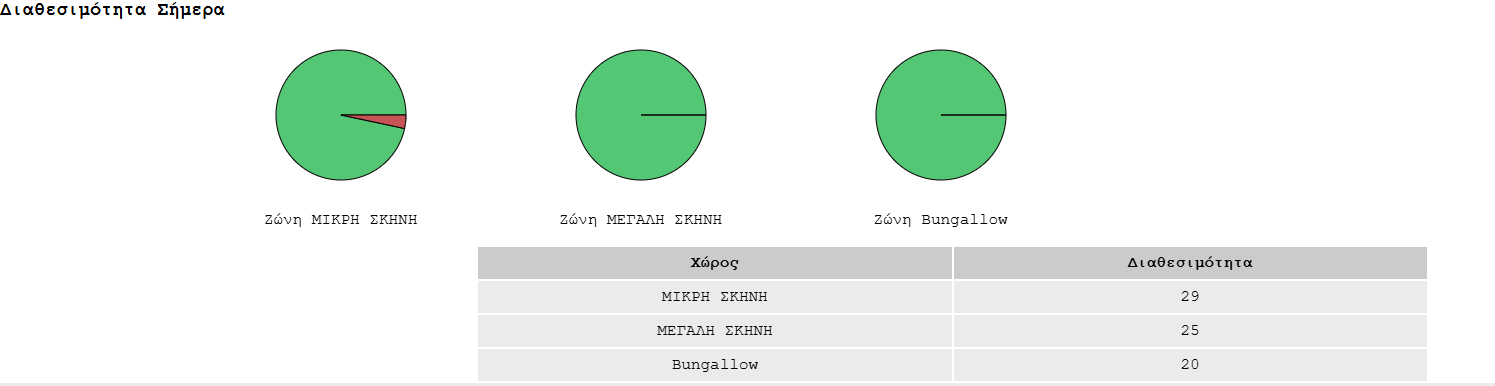 Διαθεσιμότητα Σήμερα
Ζώνη ΜΙΚΡΗ ΣΚΗΝΗ Ζώνη ΜΕΓΑΛΗ ΣΚΗΝΗ Ζώνη Bungallow
Χώρος Διαθεσιμότητα
ΜΙΚΡΗ ΣΚΗΝΗ 29
ΜΕΓΑΛΗ ΣΚΗΝΗ 25
Bungallow 20